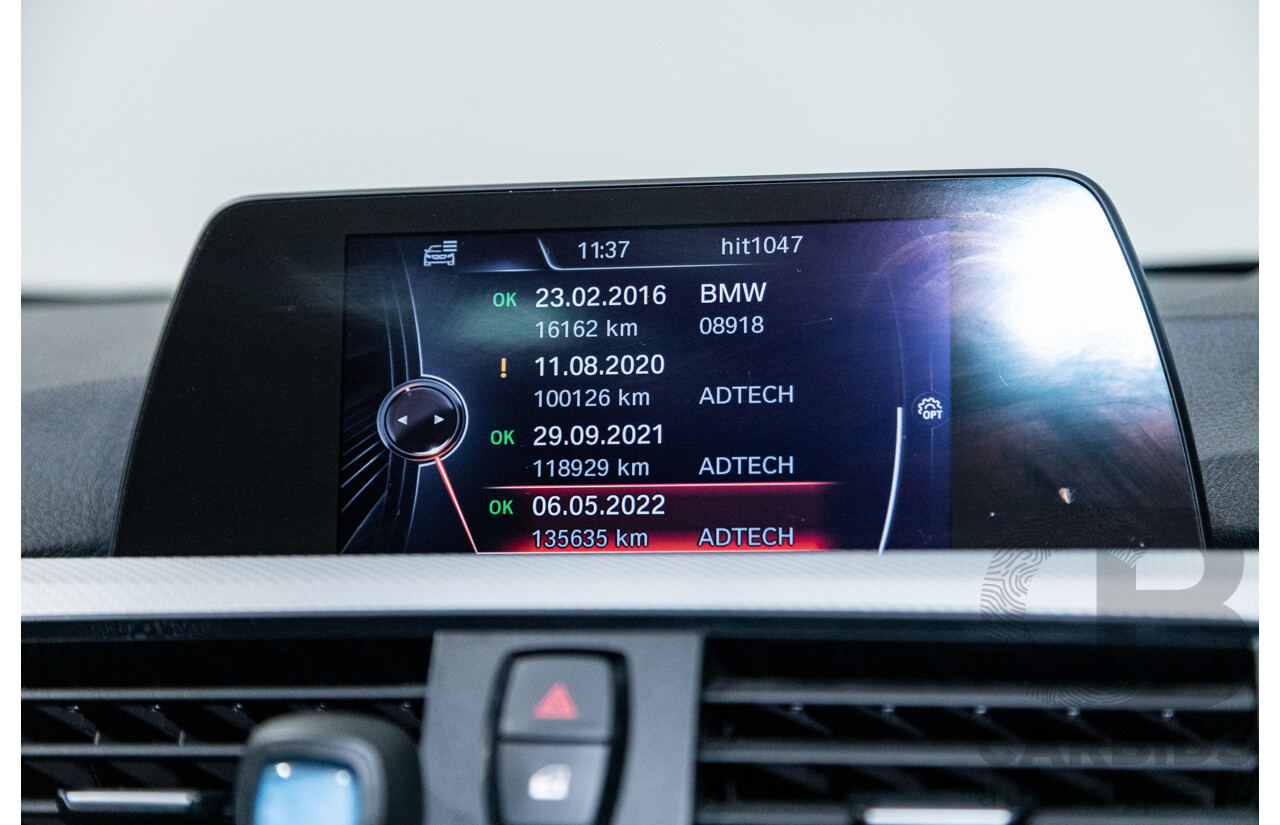 11:37 hit1047
OK 23.02.2016 BMW
16162 km 08918
! 11.08.2020
100126 km ADTECH
OK 29.09.2021
118929 km ADTECH
OPT
OK 06.05.2022
135635 km ADTECH
CARBIDS